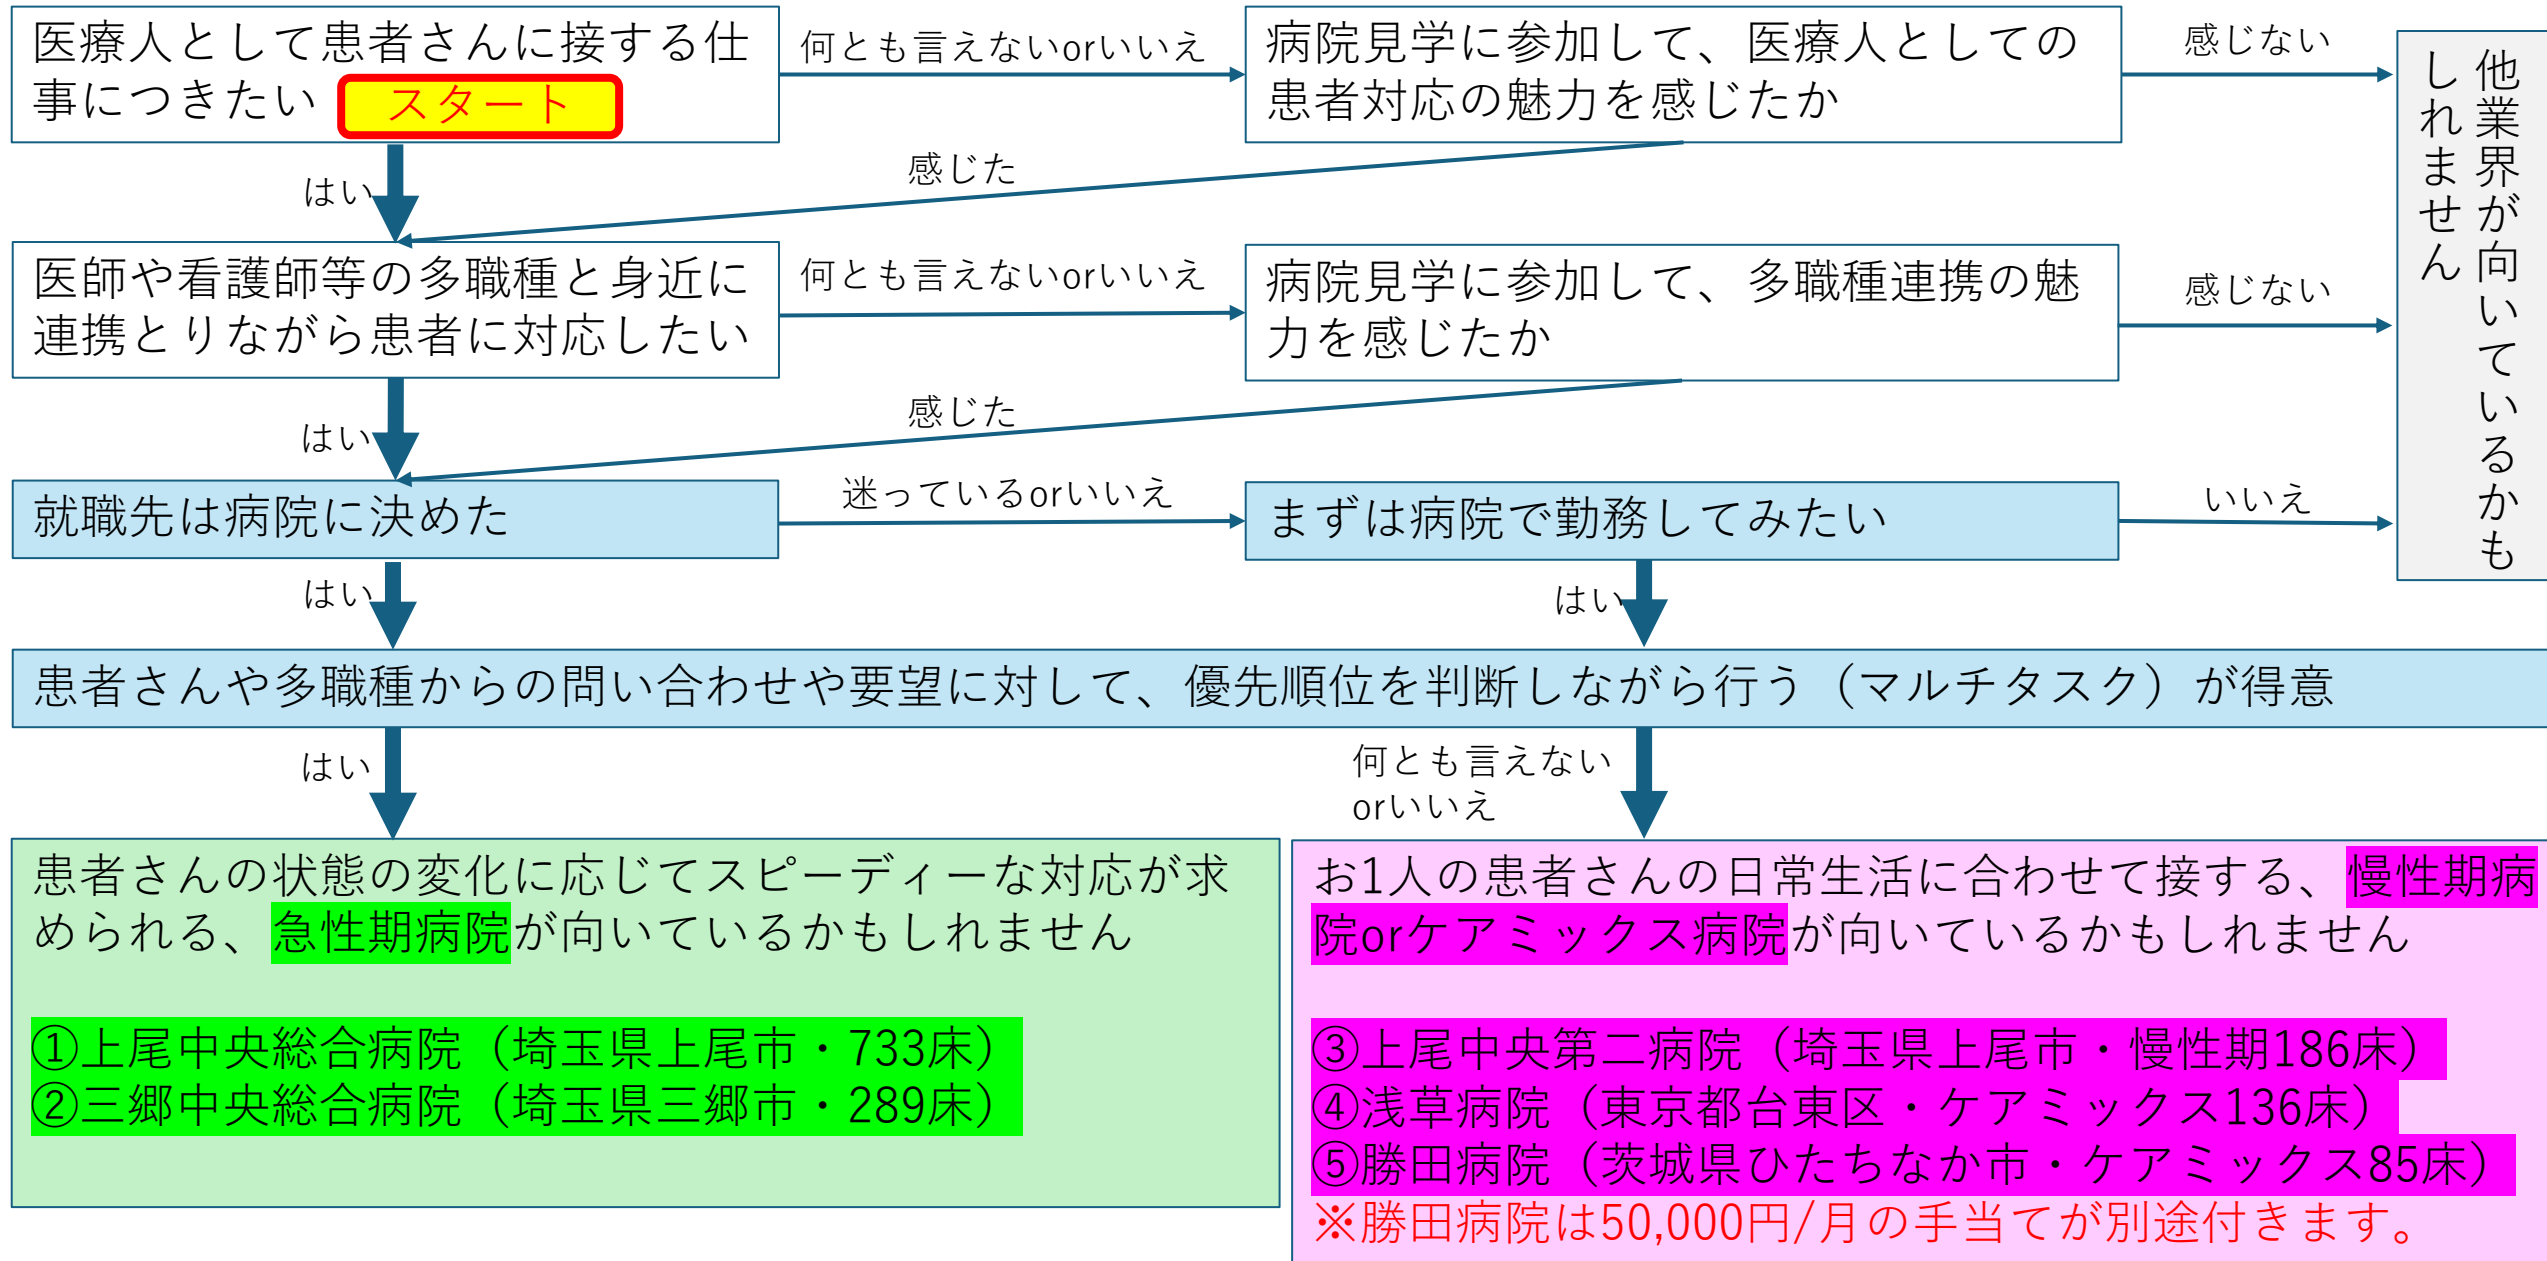 医療人として患者さんに接する仕
事につきたい
スタート
何とも言えないorいいえ
病院見学に参加して、医療人としての
患者対応の魅力を感じたか
感じない
他業界が向いているかも
しれません
はい
感じた
医師や看護師等の多職種と身近に
連携とりながら患者に対応したい
何とも言えないorいいえ
病院見学に参加して、多職種連携の魅
力を感じたか
感じない
はい
感じた
就職先は病院に決めた
迷っているorいいえ
まずは病院で勤務してみたい
いいえ
はい
はい
患者さんや多職種からの問い合わせや要望に対して、優先順位を判断しながら行う（マルチタスク）が得意
はい
何とも言えない
orいいえ
患者さんの状態の変化に応じてスピーディーな対応が求
められる、急性期病院が向いているかもしれません
①上尾中央総合病院（埼玉県上尾市・733床）
②三郷中央総合病院（埼玉県三郷市・289床）
お1人の患者さんの日常生活に合わせて接する、慢性期病
院orケアミックス病院が向いているかもしれません
③上尾中央第二病院（埼玉県上尾市・慢性期186床）
④浅草病院（東京都台東区・ケアミックス136床）
⑤勝田病院（茨城県ひたちなか市・ケアミックス85床）
※勝田病院は50,000円/月の手当てが別途付きます。